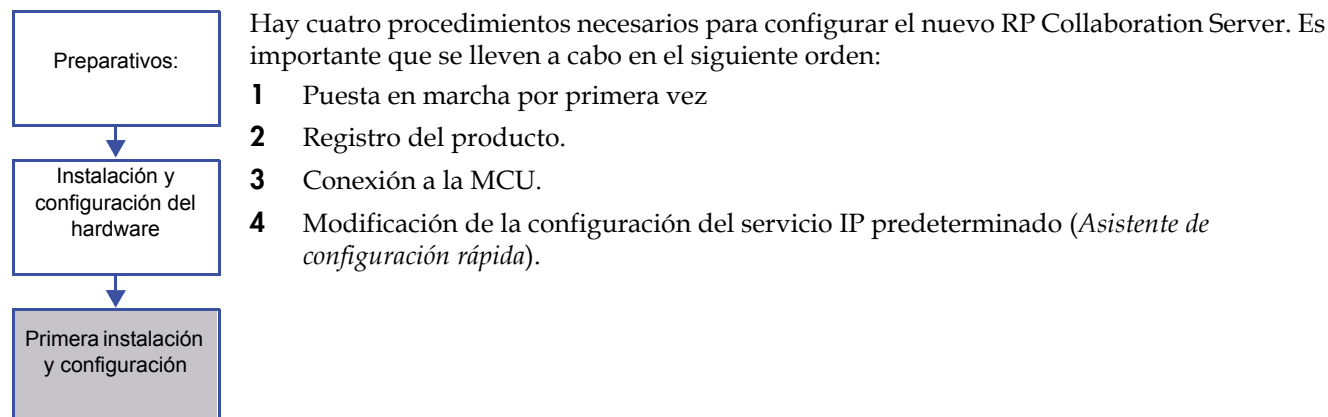 Preparativos:
Instalación y
configuración del
hardware
Primera instalación
y configuración
Hay cuatro procedimientos necesarios para configurar el nuevo RP Collaboration Server. Es
importante que se lleven a cabo en el siguiente orden:
1 Puesta en marcha por primera vez
2 Registro del producto.
3 Conexión a la MCU.
4 Modificación de la configuración del servicio IP predeterminado (Asistente de
configuración rápida).